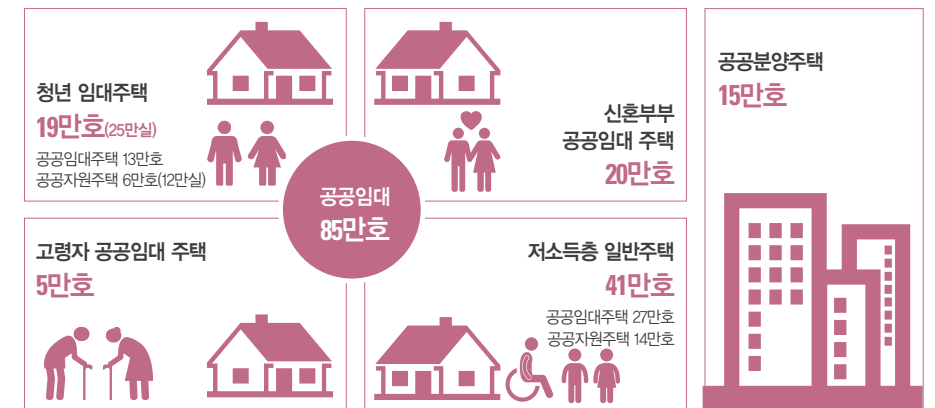 청년 임대주택
19만호(25만실)
공공임대주택 13만호
공공자원주택 6만호(12만실)
신혼부부
공공임대 주택
20만호
공공임대
85만호
고령자 공공임대 주택
5만호
저소득층 일반주택
41만호
공공임대주택 27만호
공공자원주택 14만호
공공분양주택
15만호